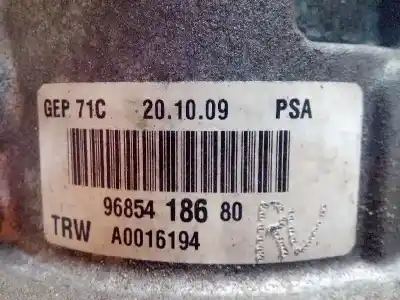 GEP 71C 20.10.09 PSA
96854 186 80
TRW A0016194